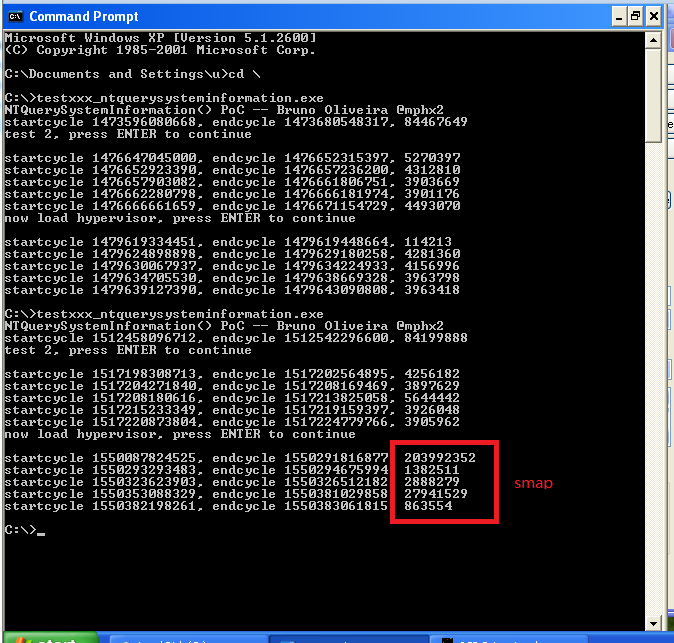 Command Prompt
Microsoft Windows XP [Version 5.1.2600]
(C) Copyright 1985-2001 Microsoft Corp.
C:\Documents and Settings\u>cd \
C:\>testxxx_ntquerysysteminformation.exe
NTQuerySystemInformation() PoC -- Bruno Oliveira @mphx2
startcycle 1473596080668, endcycle 1473680548317, 84467649
test 2, press ENTER to continue
startcycle 1476647045000, endcycle 1476652315397, 5270397
startcycle 1476652923390, endcycle 1476657236200, 4312810
startcycle 1476657903082, endcycle 1476661806751, 3903669
startcycle 1476662280798, endcycle 1476666181974, 3901176
startcycle 1476666661659, endcycle 1476671154729, 4493070
now load hypervisor, press ENTER to continue
startcycle 1479619334451, endcycle 1479619448664, 114213
startcycle 1479624898898, endcycle 1479629180258, 4281360
startcycle 1479630067937, endcycle 1479634224933, 4156996
startcycle 1479634705530, endcycle 1479638669328, 3963798
startcycle 1479639127390, endcycle 1479643090808, 3963418
C:\>testxxx_ntquerysysteminformation.exe
NTQuerySystemInformation() PoC -- Bruno Oliveira @mphx2
startcycle 1512458096712, endcycle 1512542296600, 84199888
test 2, press ENTER to continue
startcycle 1517198308713, endcycle 1517202564895, 4256182
startcycle 1517204271840, endcycle 1517208169469, 3897629
startcycle 1517208180616, endcycle 1517213825058, 5644442
startcycle 1517215233349, endcycle 1517219159397, 3926048
startcycle 1517220873804, endcycle 1517224779766, 3905962
now load hypervisor, press ENTER to continue
startcycle 1550087824525, endcycle 1550291816877 203992352
startcycle 1550293293483, endcycle 1550294675994 1382511
startcycle 1550323623903, endcycle 1550326512182 2888279
startcycle 1550353088329, endcycle 1550381029858 27941529
startcycle 1550382198261, endcycle 1550383061815 863554
smap
C:\>_